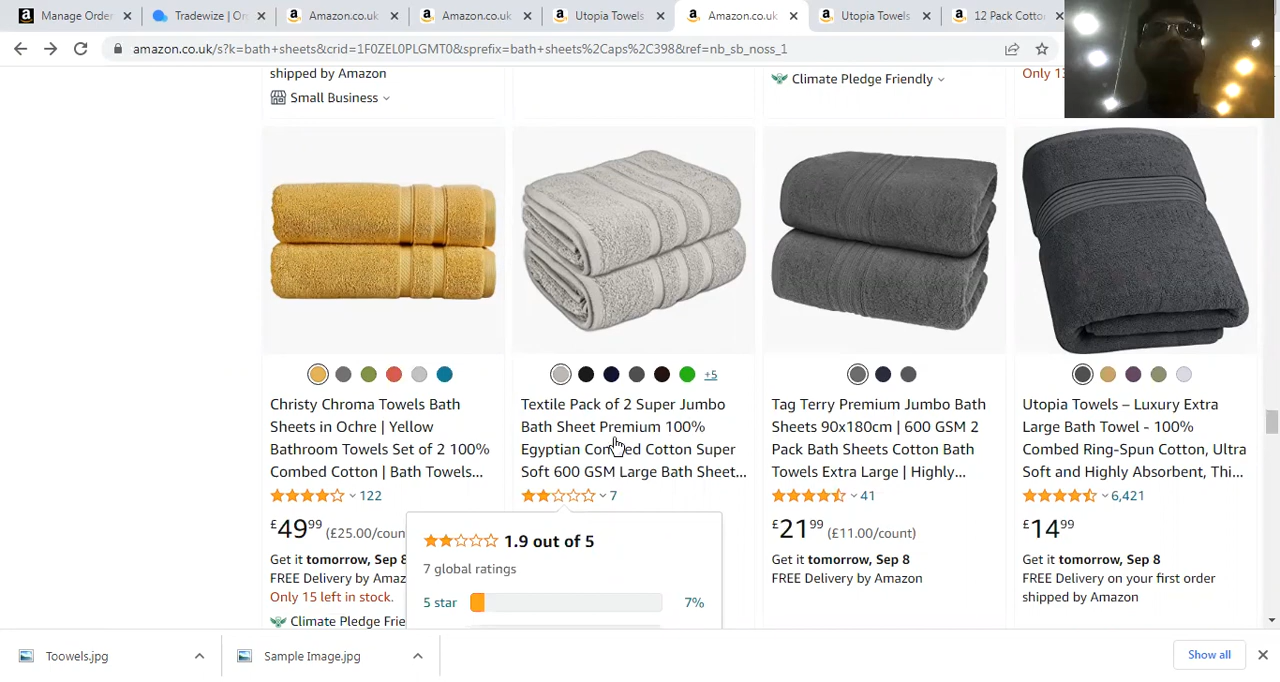 Manage Order
Tradewize | Or
Amazon.co.uk
Amazon.co.uk
Utopia Towels
Amazon.co.uk
Utopia Towels
12 Pack Cotto
amazon.co.uk/s?k=bath+sheets&crid=1F0ZEL0PLGMT0&sprefix=bath+sheets%2Caps%2C398&ref=nb_sb_noss_1
shipped by Amazon
Small Business
Climate Pledge Friendly
Only 1
+5
Christy Chroma Towels Bath
Sheets in Ochre | Yellow
Bathroom Towels Set of 2 100%
Combed Cotton | Bath Towels...
122
£49.99 (£25.00/coun
Get it tomorrow, Sep 8
FREE Delivery by Amaz
Only 15 left in stock.
Climate Pledge Frie
Textile Pack of 2 Super Jumbo
Bath Sheet Premium 100%
Egyptian Combed Cotton Super
Soft 600 GSM Large Bath Sheet...
7
1.9 out of 5
7 global ratings
5 star 7%
Tag Terry Premium Jumbo Bath
Sheets 90x180cm | 600 GSM 2
Pack Bath Sheets Cotton Bath
Towels Extra Large | Highly...
41
£21.99 (£11.00/count)
Get it tomorrow, Sep 8
FREE Delivery by Amazon
Utopia Towels – Luxury Extra
Large Bath Towel - 100%
Combed Ring-Spun Cotton, Ultra
Soft and Highly Absorbent, Thi...
6,421
£14.99
Get it tomorrow, Sep 8
FREE Delivery on your first order
shipped by Amazon
Toowels.jpg
Sample Image.jpg
Show all